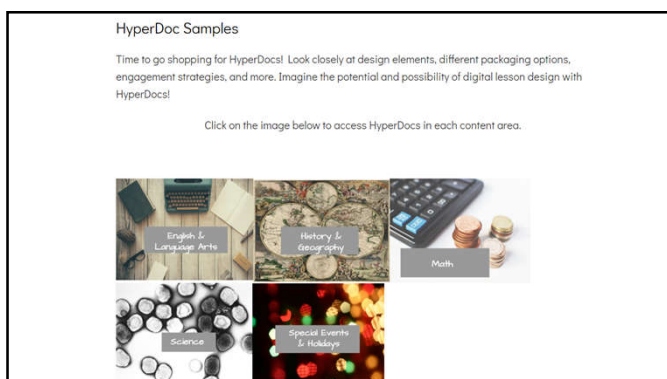 HyperDoc Samples
Time to go shopping for HyperDocs! Look closely at design elements, different packaging options,
engagement strategies, and more. Imagine the potential and possibility of digital lesson design with
HyperDocs!
Click on the image below to access HyperDocs in each content area.
English &
Language Arts
History &
Geography
Math
Science
Special Events
& Holidays